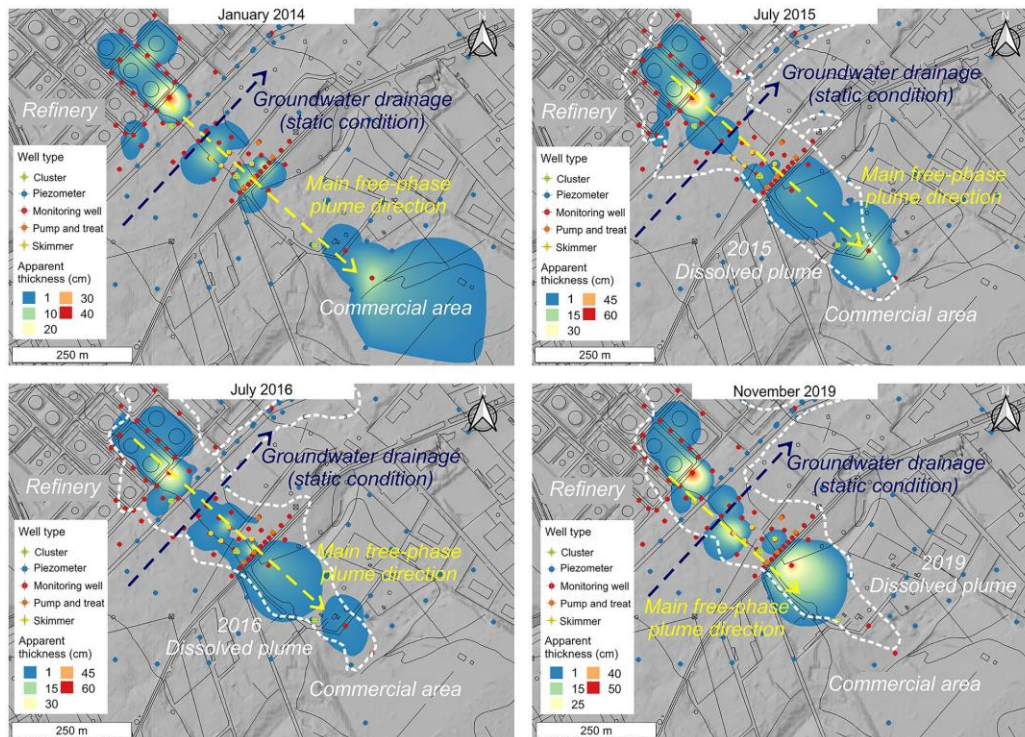 January 2014
N
Refinery
Groundwater drainage
(static condition)
Main free-phase
plume direction
Commercial area
Well type
Cluster
Piezometer
Monitoring well
Pump and treat
Skimmer
Apparent
thickness (cm)
1 30
10 40
20
250 m
July 2015
N
Refinery
Groundwater drainage
(static condition)
Main free-phase
plume direction
2015
Dissolved plume
Commercial area
Well type
Cluster
Piezometer
Monitoring well
Pump and treat
Skimmer
Apparent
thickness (cm)
1 45
15 60
30
250 m
July 2016
N
Refinery
Groundwater drainage
(static condition)
Main free-phase
plume direction
2016
Dissolved plume
Commercial area
Well type
Cluster
Piezometer
Monitoring well
Pump and treat
Skimmer
Apparent
thickness (cm)
1 45
15 60
30
250 m
November 2019
N
Refinery
Groundwater drainage
(static condition)
2019
Dissolved plume
Main free-phase
plume direction
Commercial area
Well type
Cluster
Piezometer
Monitoring well
Pump and treat
Skimmer
Apparent
thickness (cm)
1 40
15 50
25
250 m